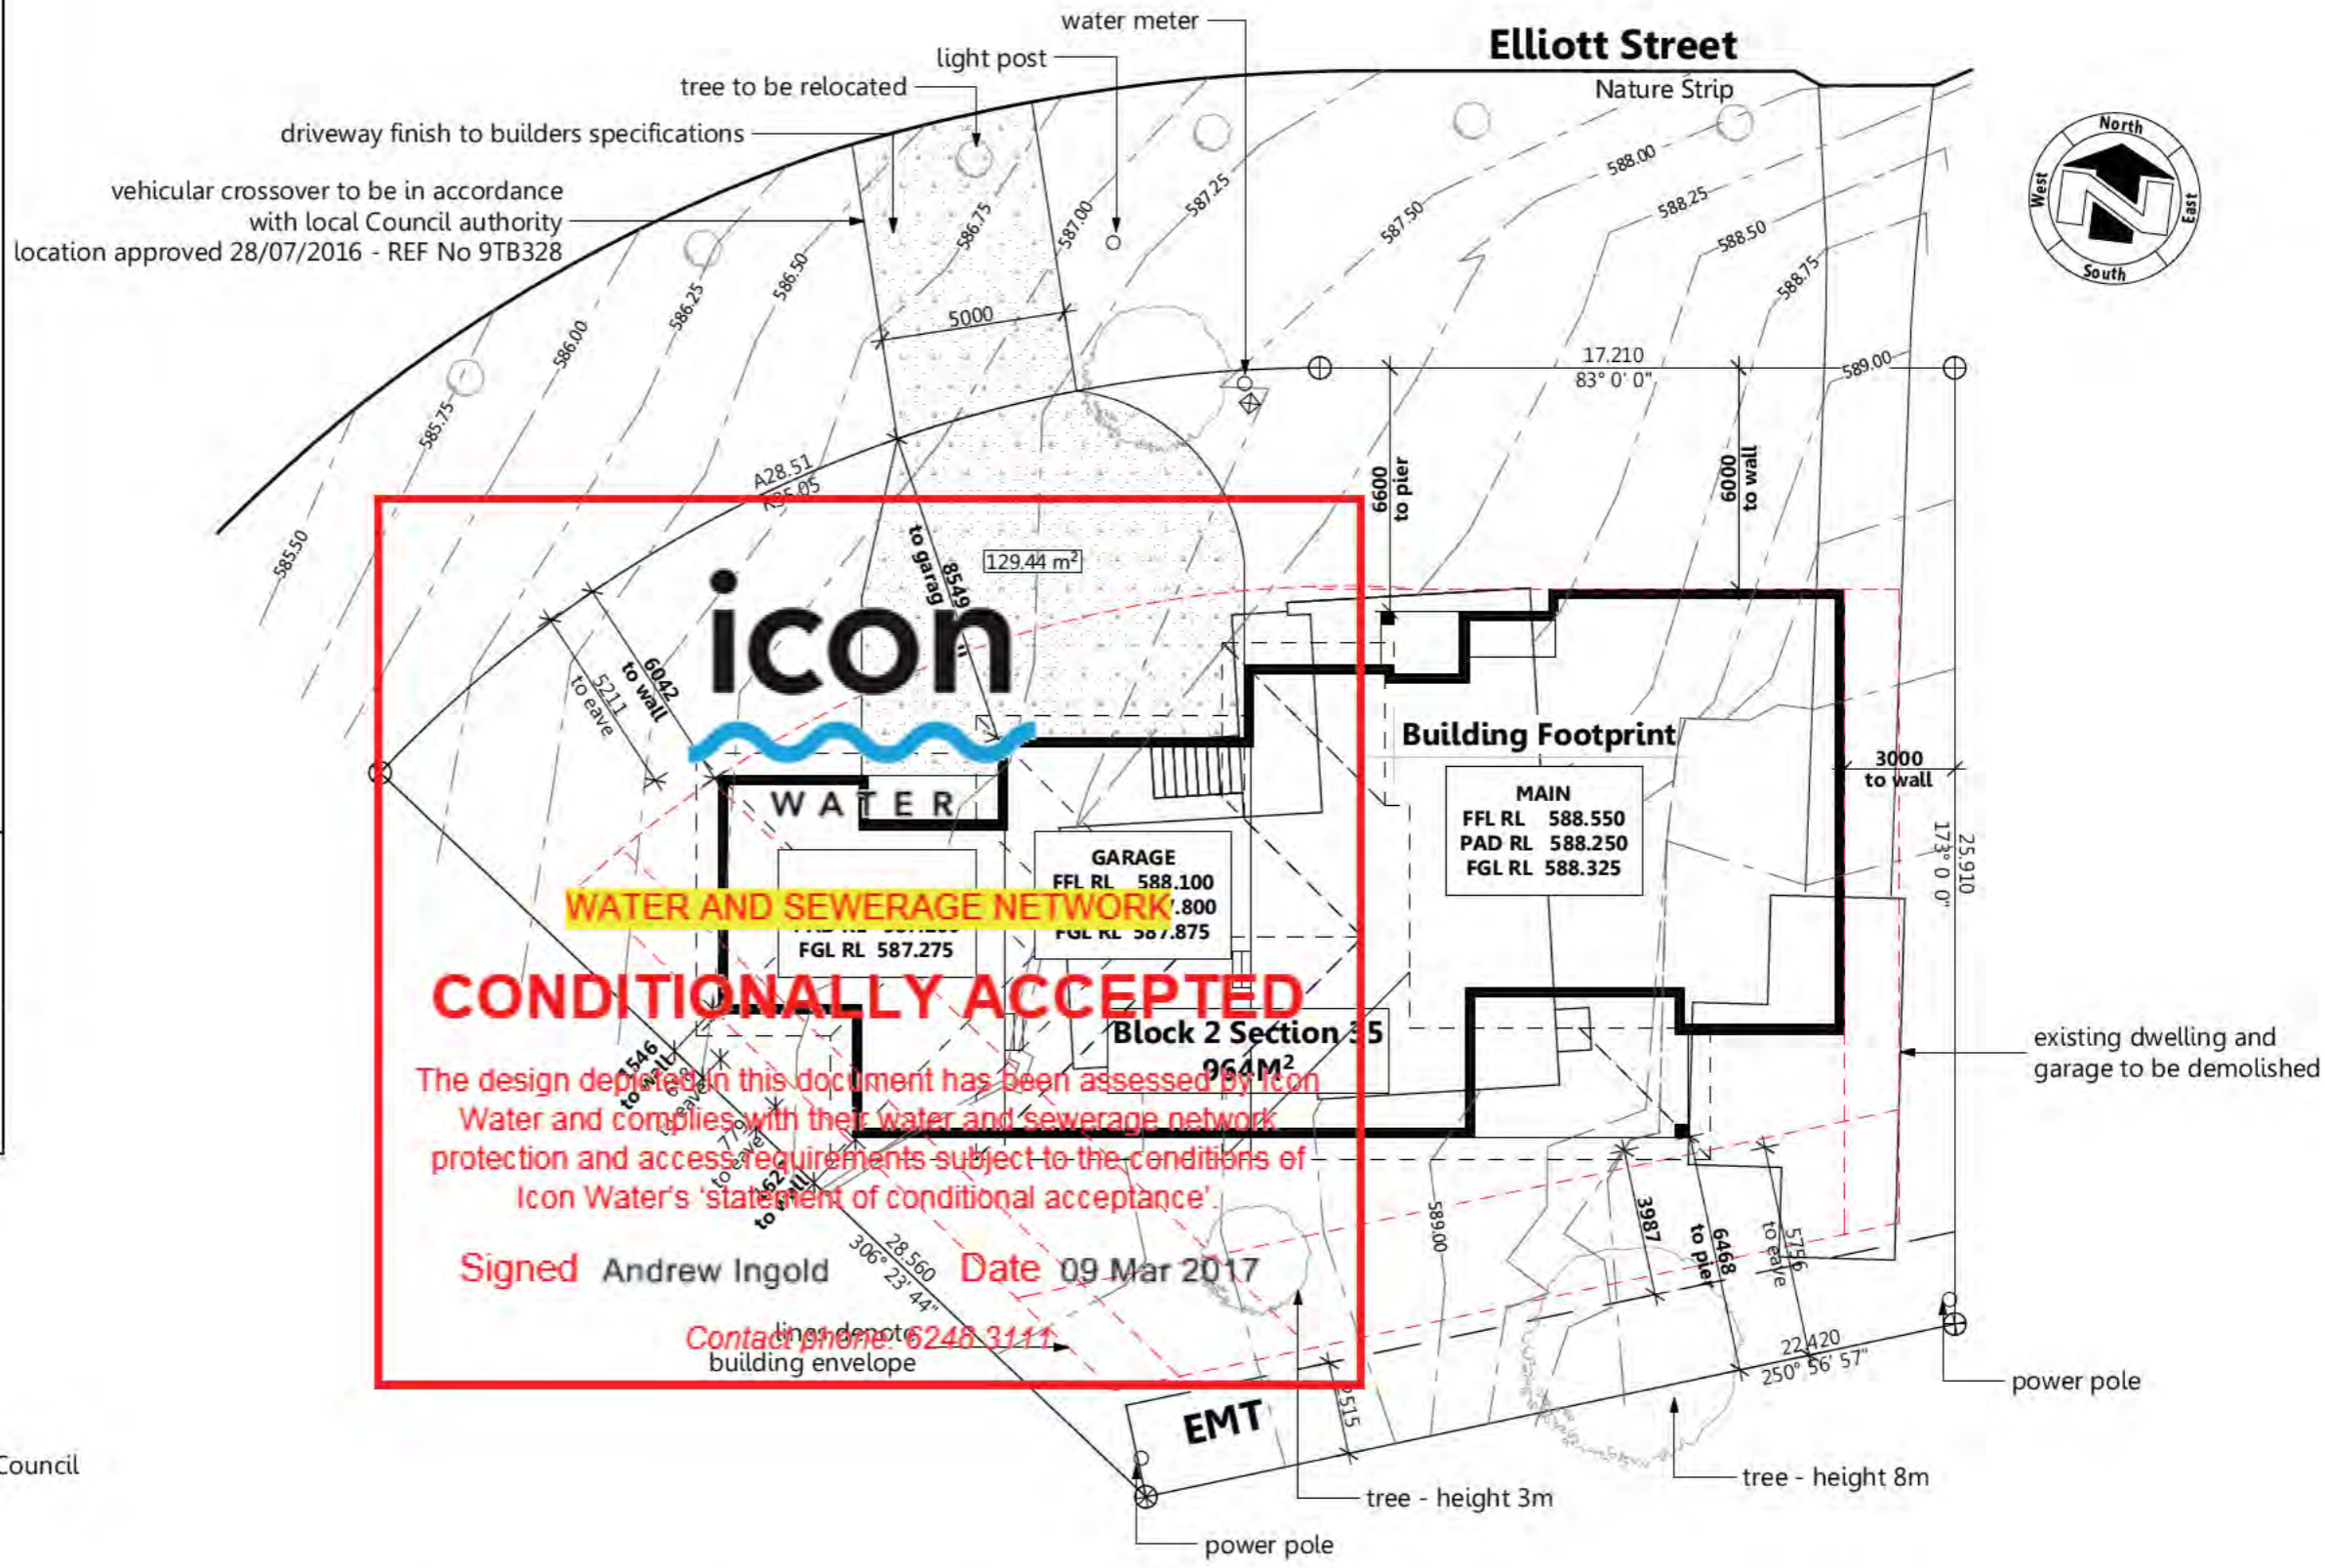 water meter
light post
tree to be relocated
driveway finish to builders specifications
vehicular crossover to be in accordance
with local Council authority
location approved 28/07/2016 - REF No 9TB328
Elliott Street
Nature Strip
North
West
East
South
N
588.00
588.25
588.50
588.75
589.00
587.50
587.25
587.00
586.75
586.50
586.25
586.00
585.75
585.50
5000
17.210
83° 0' 0"
A28.51
6600
to pier
6000
to wall
8549
129.44 m²
6042
to wall
5211
to eave
icon
WATER
Building Footprint
MAIN
FFL RL 588.550
PAD RL 588.250
FGL RL 588.325
3000
to wall
25.910
173° 0' 0"
GARAGE
FFL RL 588.100
FGL RL 587.875
FGL RL 587.275
WATER AND SEWERAGE NETWORK
CONDITIONALLY ACCEPTED
Block 2 Section 35
964M²
The design depicted in this document has been assessed by Icon
Water and complies with their water and sewerage network
protection and access requirements subject to the conditions of
Icon Water's 'statement of conditional acceptance'.
Signed Andrew Ingold Date 09 Mar 2017
Contact phone: 6248 3111
lines denote
building envelope
existing dwelling and
garage to be demolished
1546
to wall
to eave
to wall
28.560
306° 23' 44"
589.00
3987
6468
to pier
5756
to eave
22.420
250° 56' 57"
EMT
power pole
tree - height 8m
tree - height 3m
power pole
Council